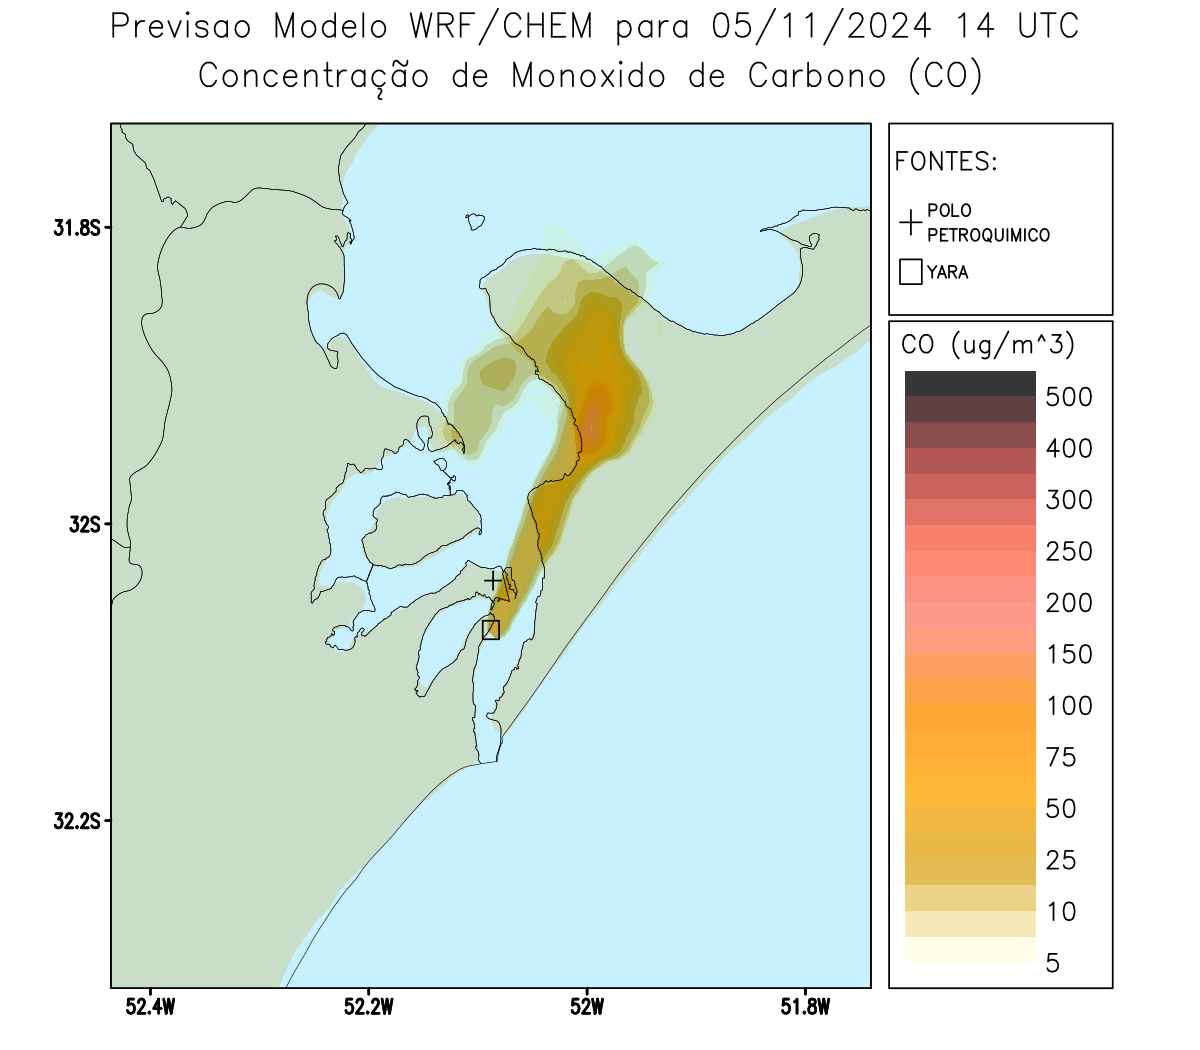 Previsao Modelo WRF/CHEM para 05/11/2024 14 UTC
Concentração de Monoxido de Carbono (CO)
FONTES:
POLO
PETROQUIMICO
YARA
31.8S
32S
32.2S
52.4W
52.2W
52W
51.8W
CO (ug/m^3)
500
400
300
250
200
150
100
75
50
25
10
5